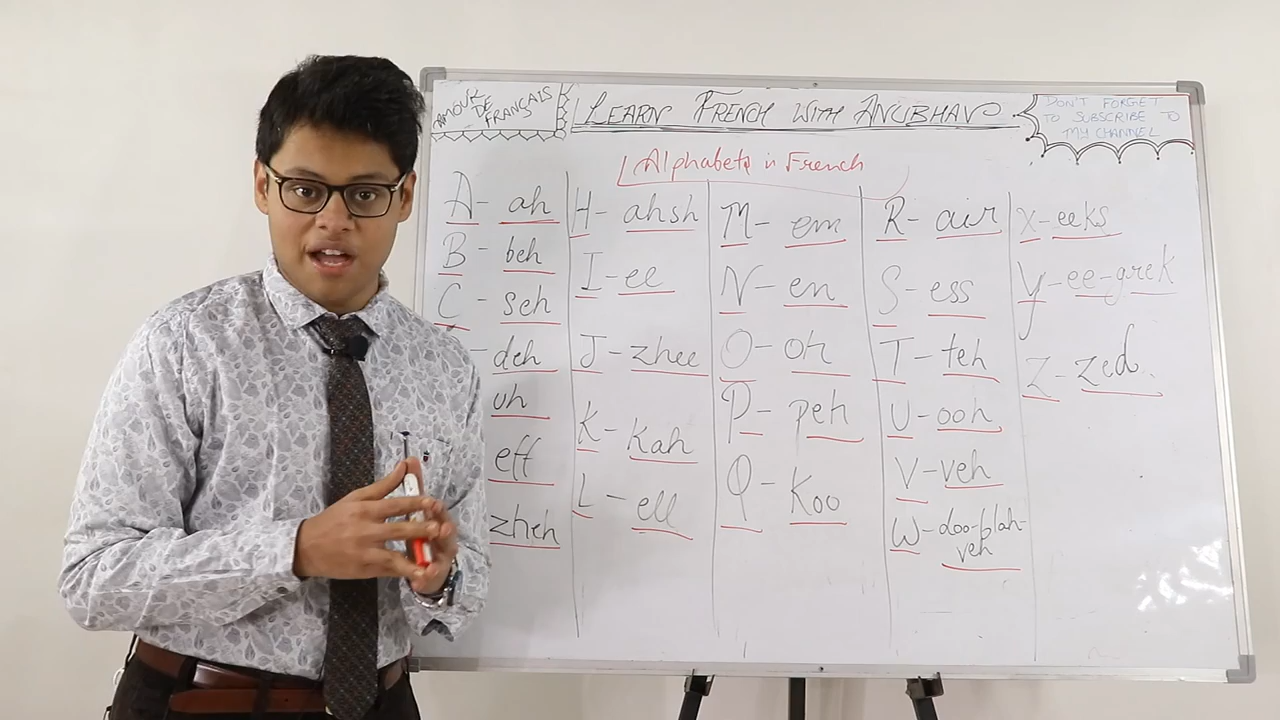 AMOUR
DE
FRANÇAIS
LEARN FRENCH WITH ANUBHAV
DON'T FORGET
TO SUBSCRIBE TO
MY CHANNEL
Alphabets in French
A- ah
B- beh
C- seh
- deh
uh
eff
zheh
H- ahsh
I- ee
J- zhee
K- Kah
L- ell
M- em
N- en
O- oh
P- peh
Q- Koo
R- air
S- ess
T- teh
U- ooh
V- veh
W- doo-blah-
veh
X- eeks
Y- ee-grek
Z- zed.